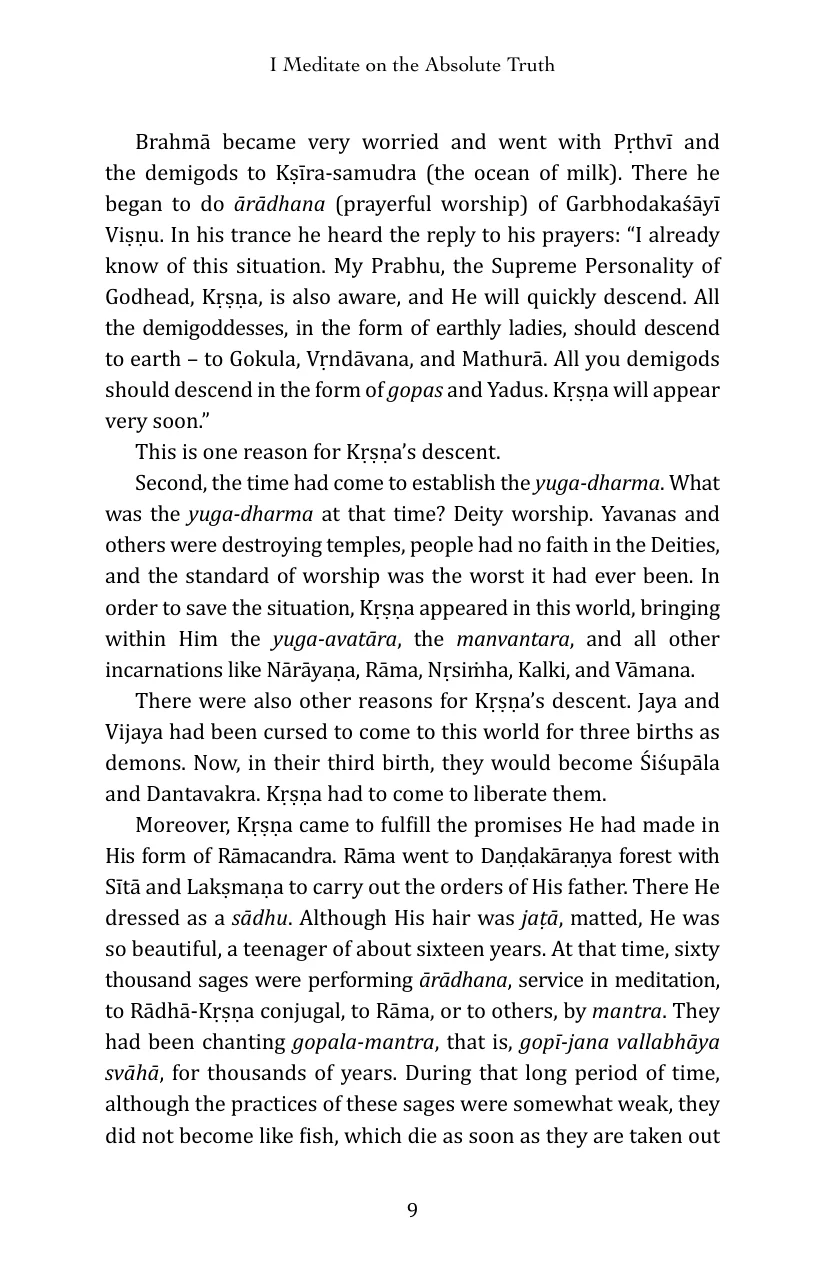 I Meditate on the Absolute Truth
Brahmā became very worried and went with Pṛthvī and
the demigods to Kṣīra-samudra (the ocean of milk). There he
began to do ārādhana (prayerful worship) of Garbhodakaśāyī
Viṣṇu. In his trance he heard the reply to his prayers: “I already
know of this situation. My Prabhu, the Supreme Personality of
Godhead, Kṛṣṇa, is also aware, and He will quickly descend. All
the demigoddesses, in the form of earthly ladies, should descend
to earth – to Gokula, Vṛndāvana, and Mathurā. All you demigods
should descend in the form of gopas and Yadus. Kṛṣṇa will appear
very soon.”
This is one reason for Kṛṣṇa’s descent.
Second, the time had come to establish the yuga-dharma. What
was the yuga-dharma at that time? Deity worship. Yavanas and
others were destroying temples, people had no faith in the Deities,
and the standard of worship was the worst it had ever been. In
order to save the situation, Kṛṣṇa appeared in this world, bringing
within Him the yuga-avatāra, the manvantara, and all other
incarnations like Nārāyaṇa, Rāma, Nṛsiṁha, Kalki, and Vāmana.
There were also other reasons for Kṛṣṇa’s descent. Jaya and
Vijaya had been cursed to come to this world for three births as
demons. Now, in their third birth, they would become Śiśupāla
and Dantavakra. Kṛṣṇa had to come to liberate them.
Moreover, Kṛṣṇa came to fulfill the promises He had made in
His form of Rāmacandra. Rāma went to Daṇḍakāraṇya forest with
Sītā and Lakṣmaṇa to carry out the orders of His father. There He
dressed as a sādhu. Although His hair was jaṭā, matted, He was
so beautiful, a teenager of about sixteen years. At that time, sixty
thousand sages were performing ārādhana, service in meditation,
to Rādhā-Kṛṣṇa conjugal, to Rāma, or to others, by mantra. They
had been chanting gopala-mantra, that is, gopī-jana vallabhāya
svāhā, for thousands of years. During that long period of time,
although the practices of these sages were somewhat weak, they
did not become like fish, which die as soon as they are taken out
9